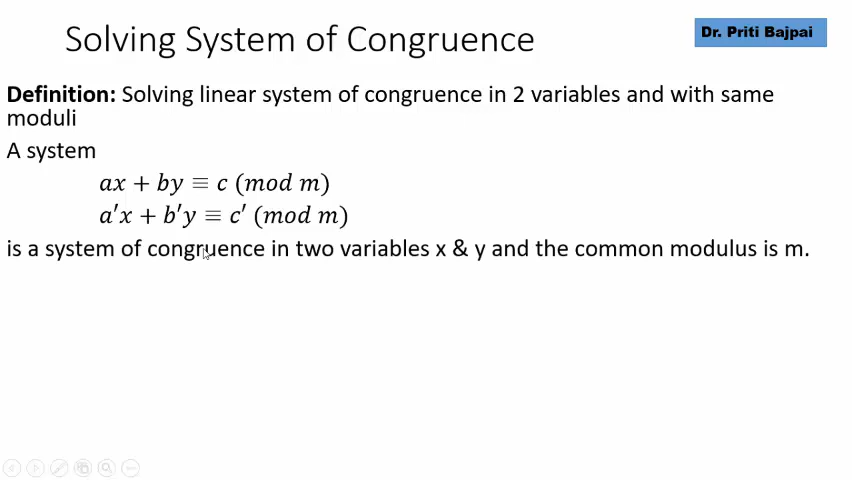 Solving System of Congruence
Dr. Priti Bajpai
Definition: Solving linear system of congruence in 2 variables and with same
moduli
A system
ax + by ≡ c (mod m)
a′x + b′y ≡ c′ (mod m)
is a system of congruence in two variables x & y and the common modulus is m.